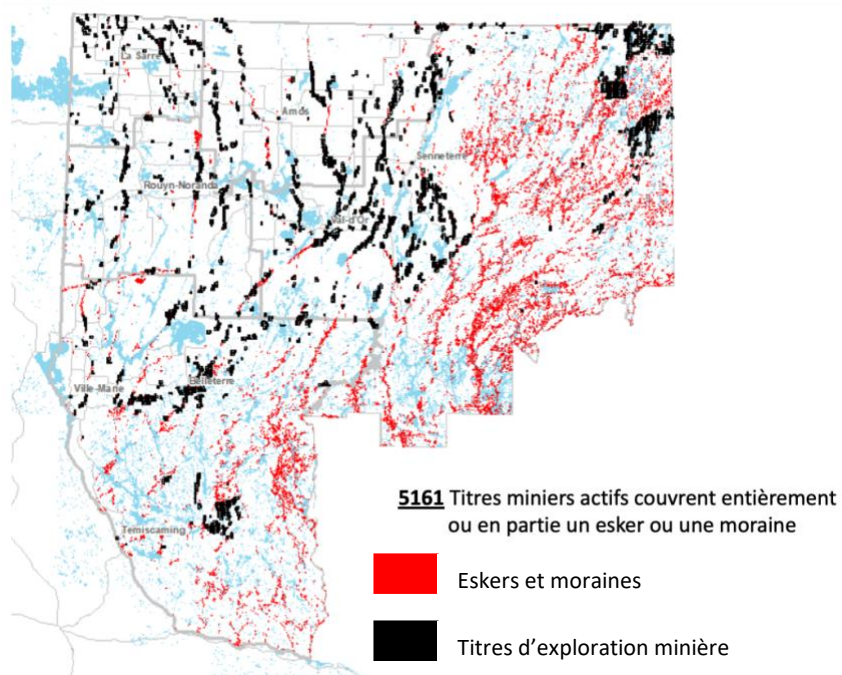 La Sarre
Amos
Senneterre
Rouyn-Noranda
Val-d'Or
Ville-Marie
Belleterre
Témiscaming
5161 Titres miniers actifs couvrent entièrement
ou en partie un esker ou une moraine
Eskers et moraines
Titres d’exploration minière